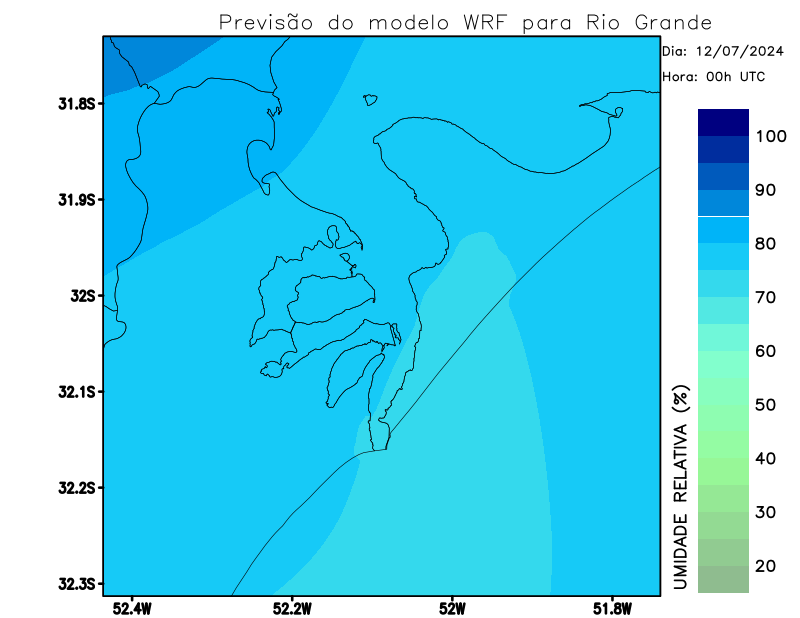 Previsão do modelo WRF para Rio Grande
Dia: 12/07/2024
Hora: 00h UTC
31.8S
31.9S
32S
32.1S
32.2S
32.3S
52.4W
52.2W
52W
51.8W
100
90
80
70
60
50
40
30
20
UMIDADE RELATIVA (%)